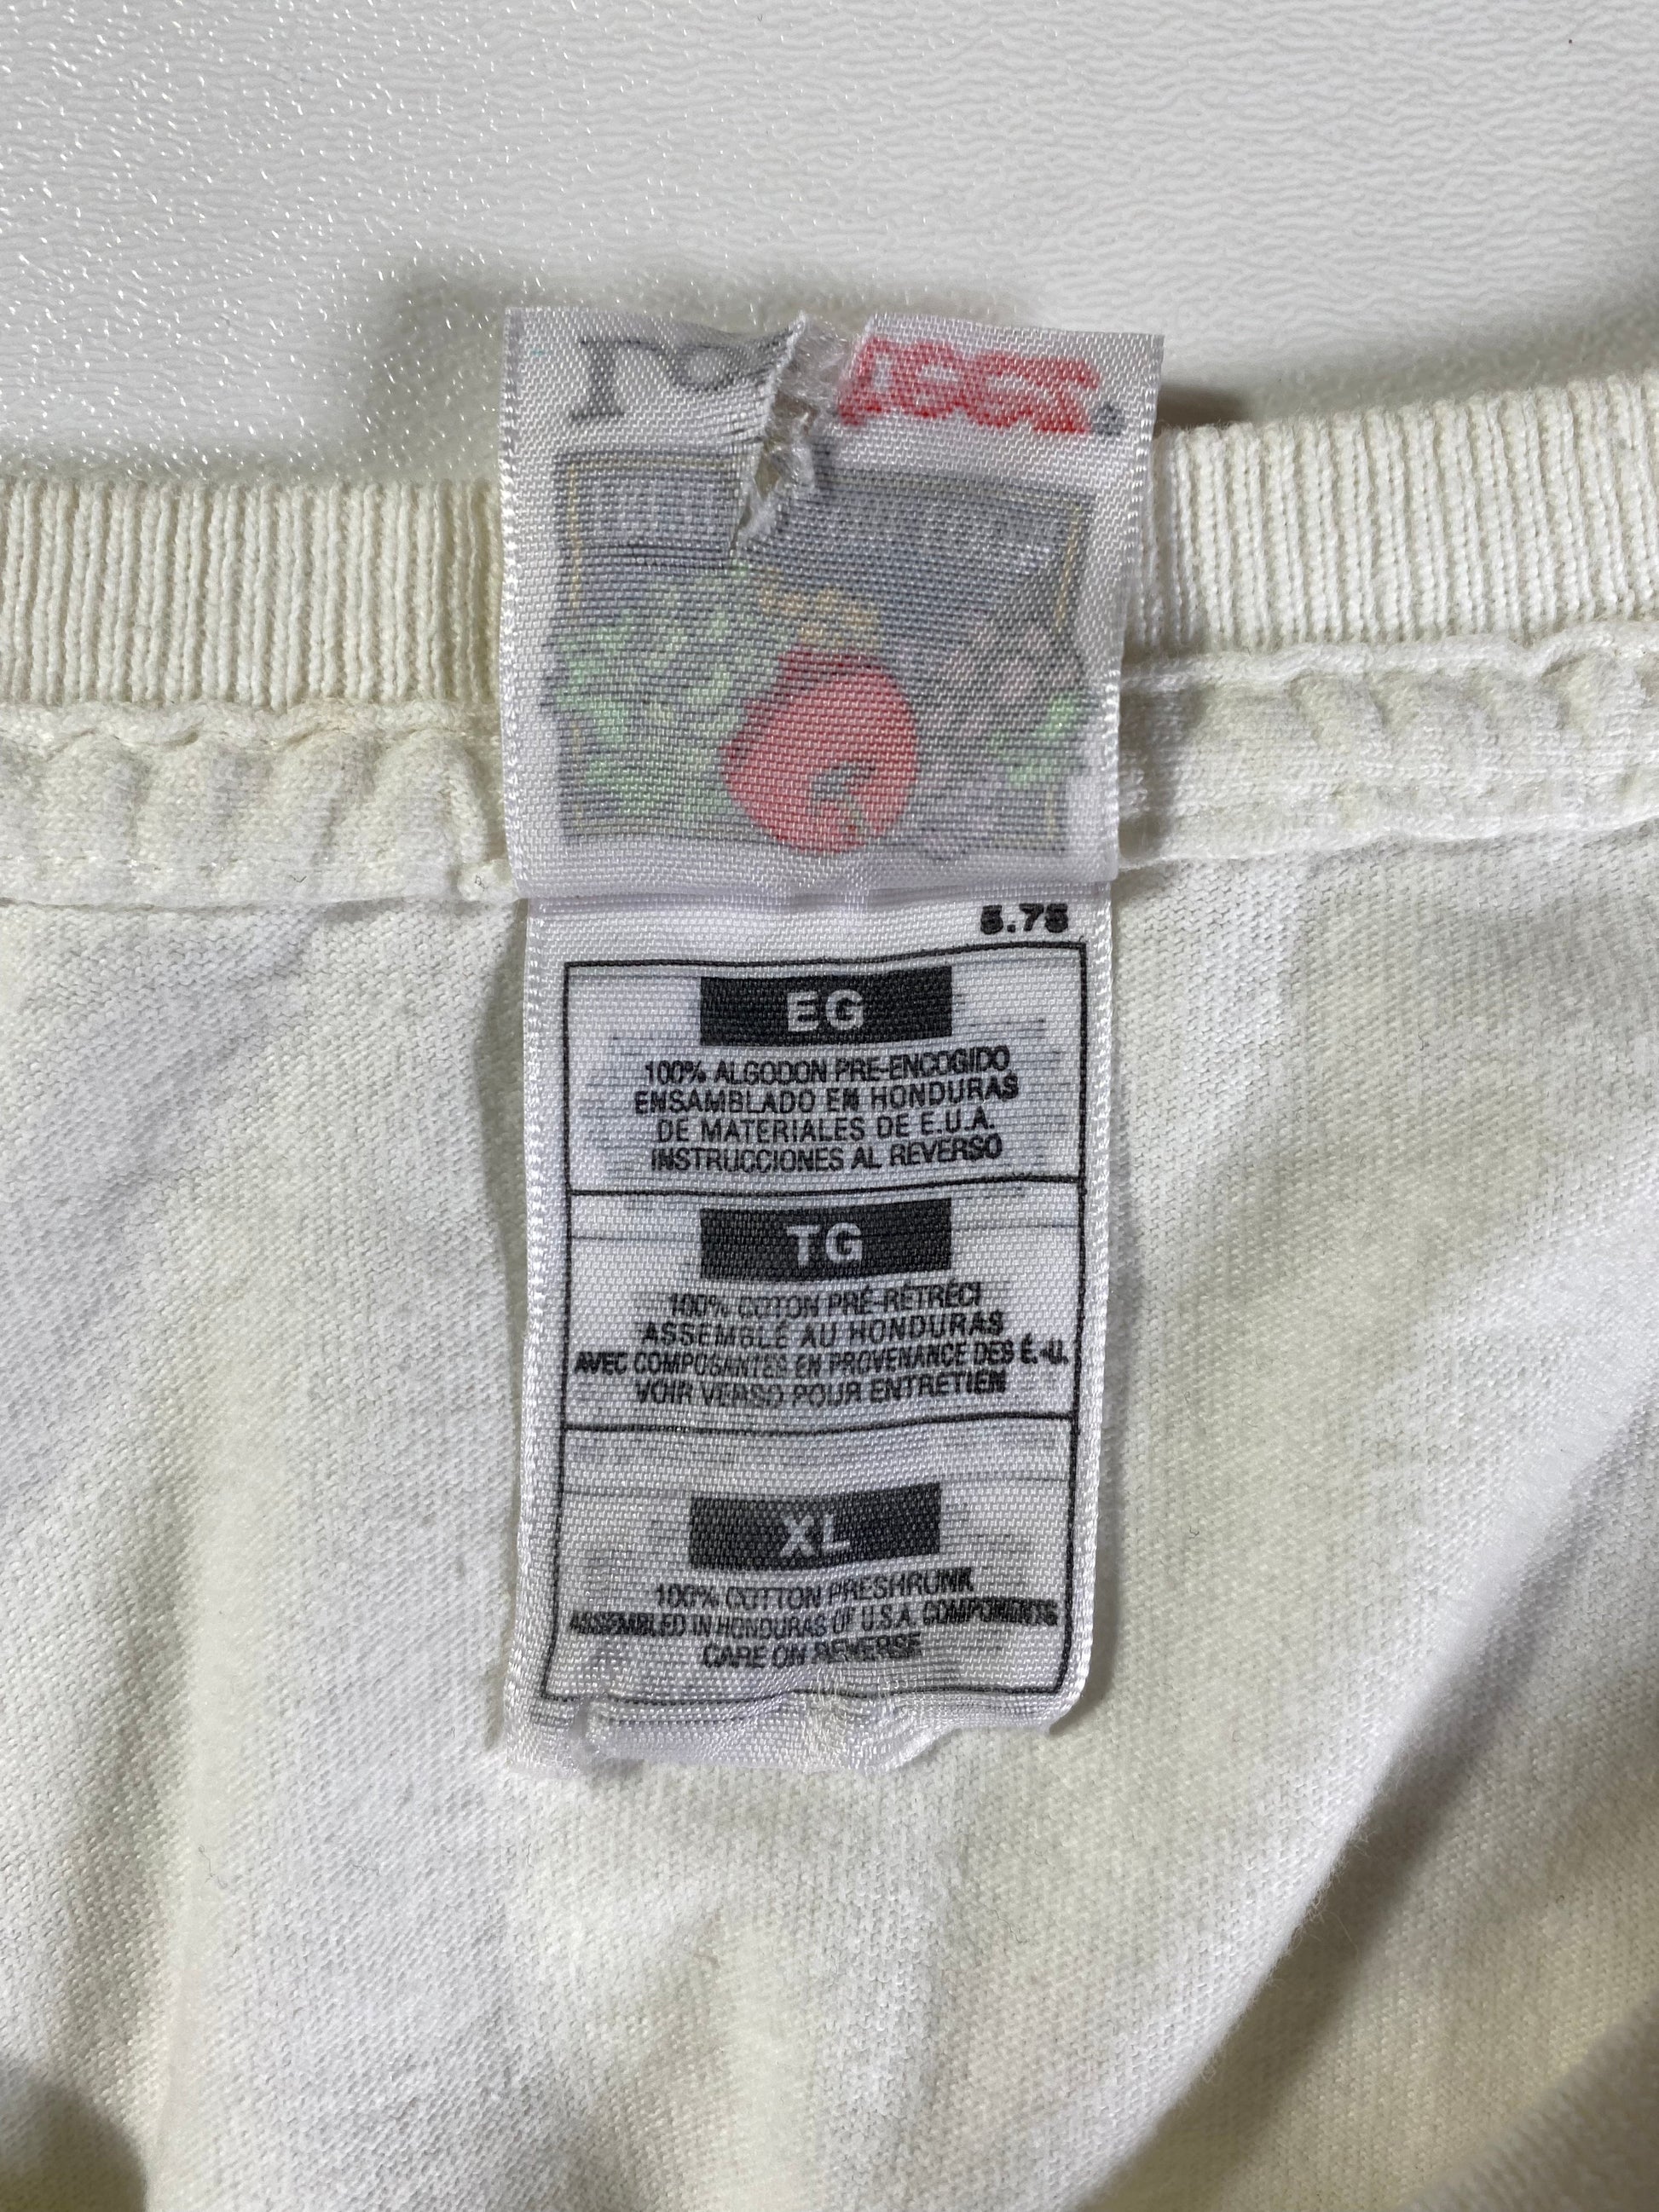 5.75
EG
100% ALGODON PRE-ENCOGIDO
ENSAMBLADO EN HONDURAS
DE MATERIALES DE E.U.A.
INSTRUCCIONES AL REVERSO
TG
100% COTON PRÉ-RÉTRÉCI
ASSEMBLÉ AU HONDURAS
AVEC COMPOSANTES EN PROVENANCE DES É.-U.
VOIR VERSO POUR ENTRETIEN
XL
100% COTTON PRESHRUNK
ASSEMBLED IN HONDURAS OF U.S.A. COMPONENTS
CARE ON REVERSE